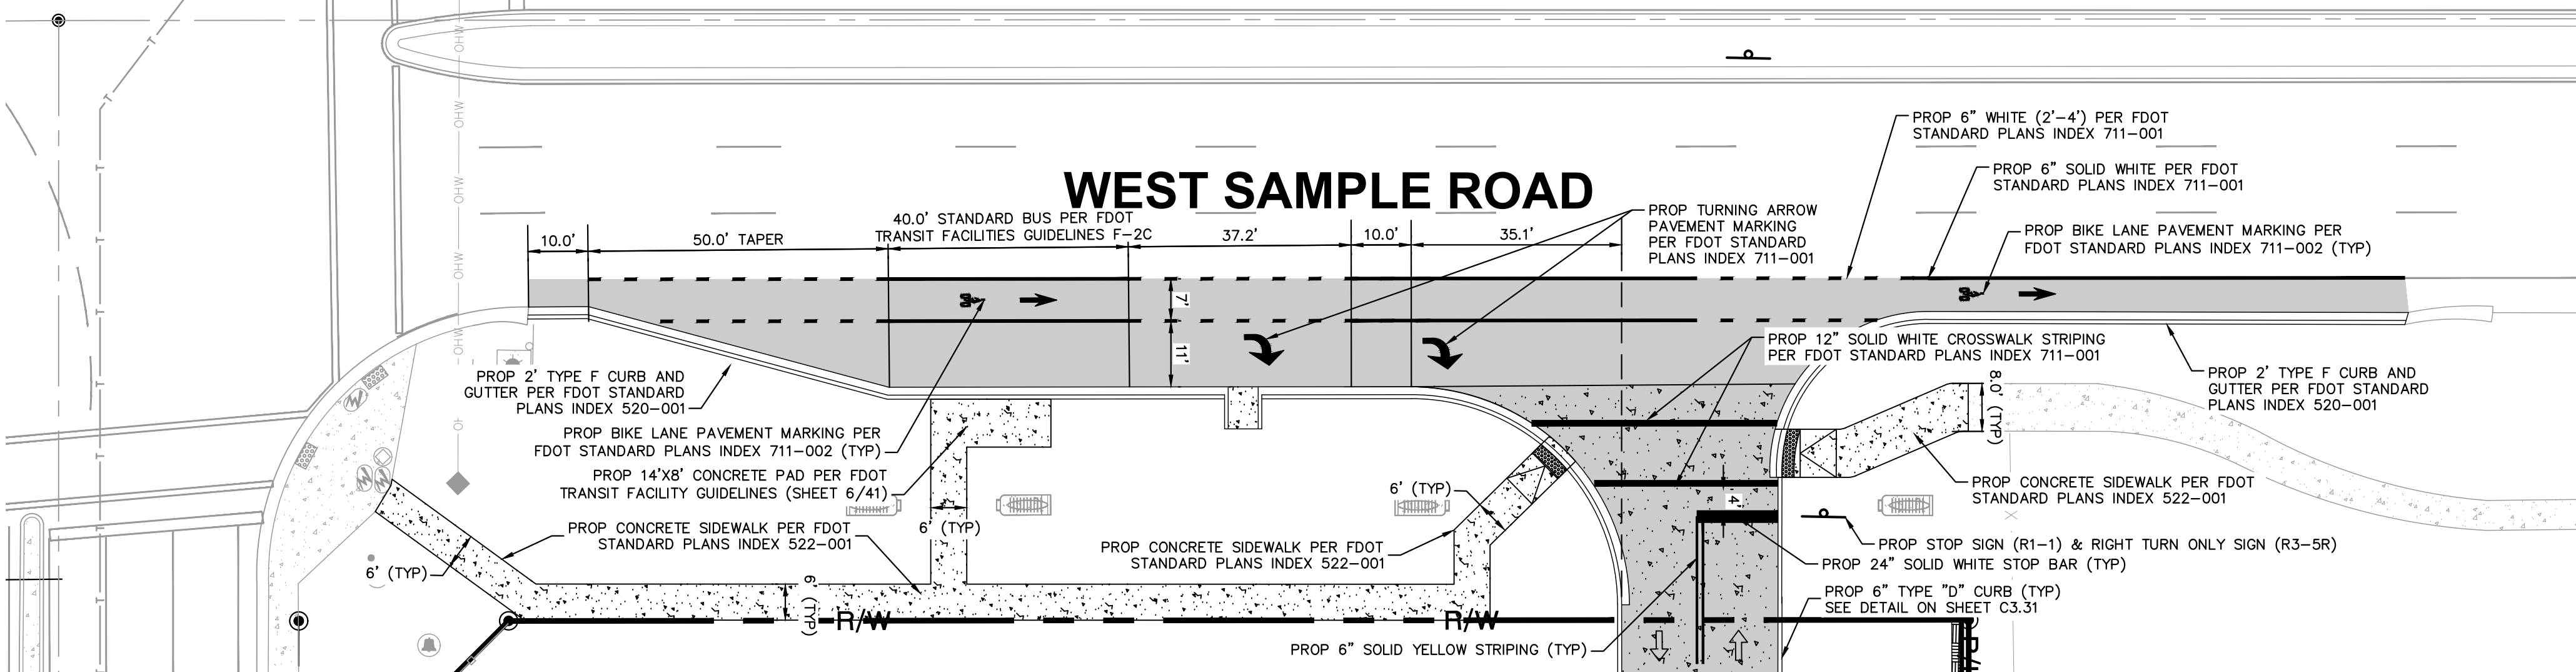 OHW
OHW
PROP 6" WHITE (2'-4') PER FDOT
STANDARD PLANS INDEX 711-001
PROP 6" SOLID WHITE PER FDOT
STANDARD PLANS INDEX 711-001
WEST SAMPLE ROAD
PROP TURNING ARROW
PAVEMENT MARKING
PER FDOT STANDARD
PLANS INDEX 711-001
PROP BIKE LANE PAVEMENT MARKING PER
FDOT STANDARD PLANS INDEX 711-002 (TYP)
40.0' STANDARD BUS PER FDOT
TRANSIT FACILITIES GUIDELINES F-2C
10.0'
50.0' TAPER
37.2'
10.0'
35.1'
OHW
OHW
7'
11'
PROP 12" SOLID WHITE CROSSWALK STRIPING
PER FDOT STANDARD PLANS INDEX 711-001
PROP 2' TYPE F CURB AND
GUTTER PER FDOT STANDARD
PLANS INDEX 520-001
PROP 2' TYPE F CURB AND
GUTTER PER FDOT STANDARD
PLANS INDEX 520-001
8.0' (TYP)
PROP BIKE LANE PAVEMENT MARKING PER
FDOT STANDARD PLANS INDEX 711-002 (TYP)
PROP 14'X8' CONCRETE PAD PER FDOT
TRANSIT FACILITY GUIDELINES (SHEET 6/41)
6' (TYP)
4'
PROP CONCRETE SIDEWALK PER FDOT
STANDARD PLANS INDEX 522-001
PROP CONCRETE SIDEWALK PER FDOT
STANDARD PLANS INDEX 522-001
6' (TYP)
PROP CONCRETE SIDEWALK PER FDOT
STANDARD PLANS INDEX 522-001
PROP STOP SIGN (R1-1) & RIGHT TURN ONLY SIGN (R3-5R)
PROP 24" SOLID WHITE STOP BAR (TYP)
6' (TYP)
6' (TYP)
PROP 6" TYPE "D" CURB (TYP)
SEE DETAIL ON SHEET C3.31
R/W
R/W
PROP 6" SOLID YELLOW STRIPING (TYP)